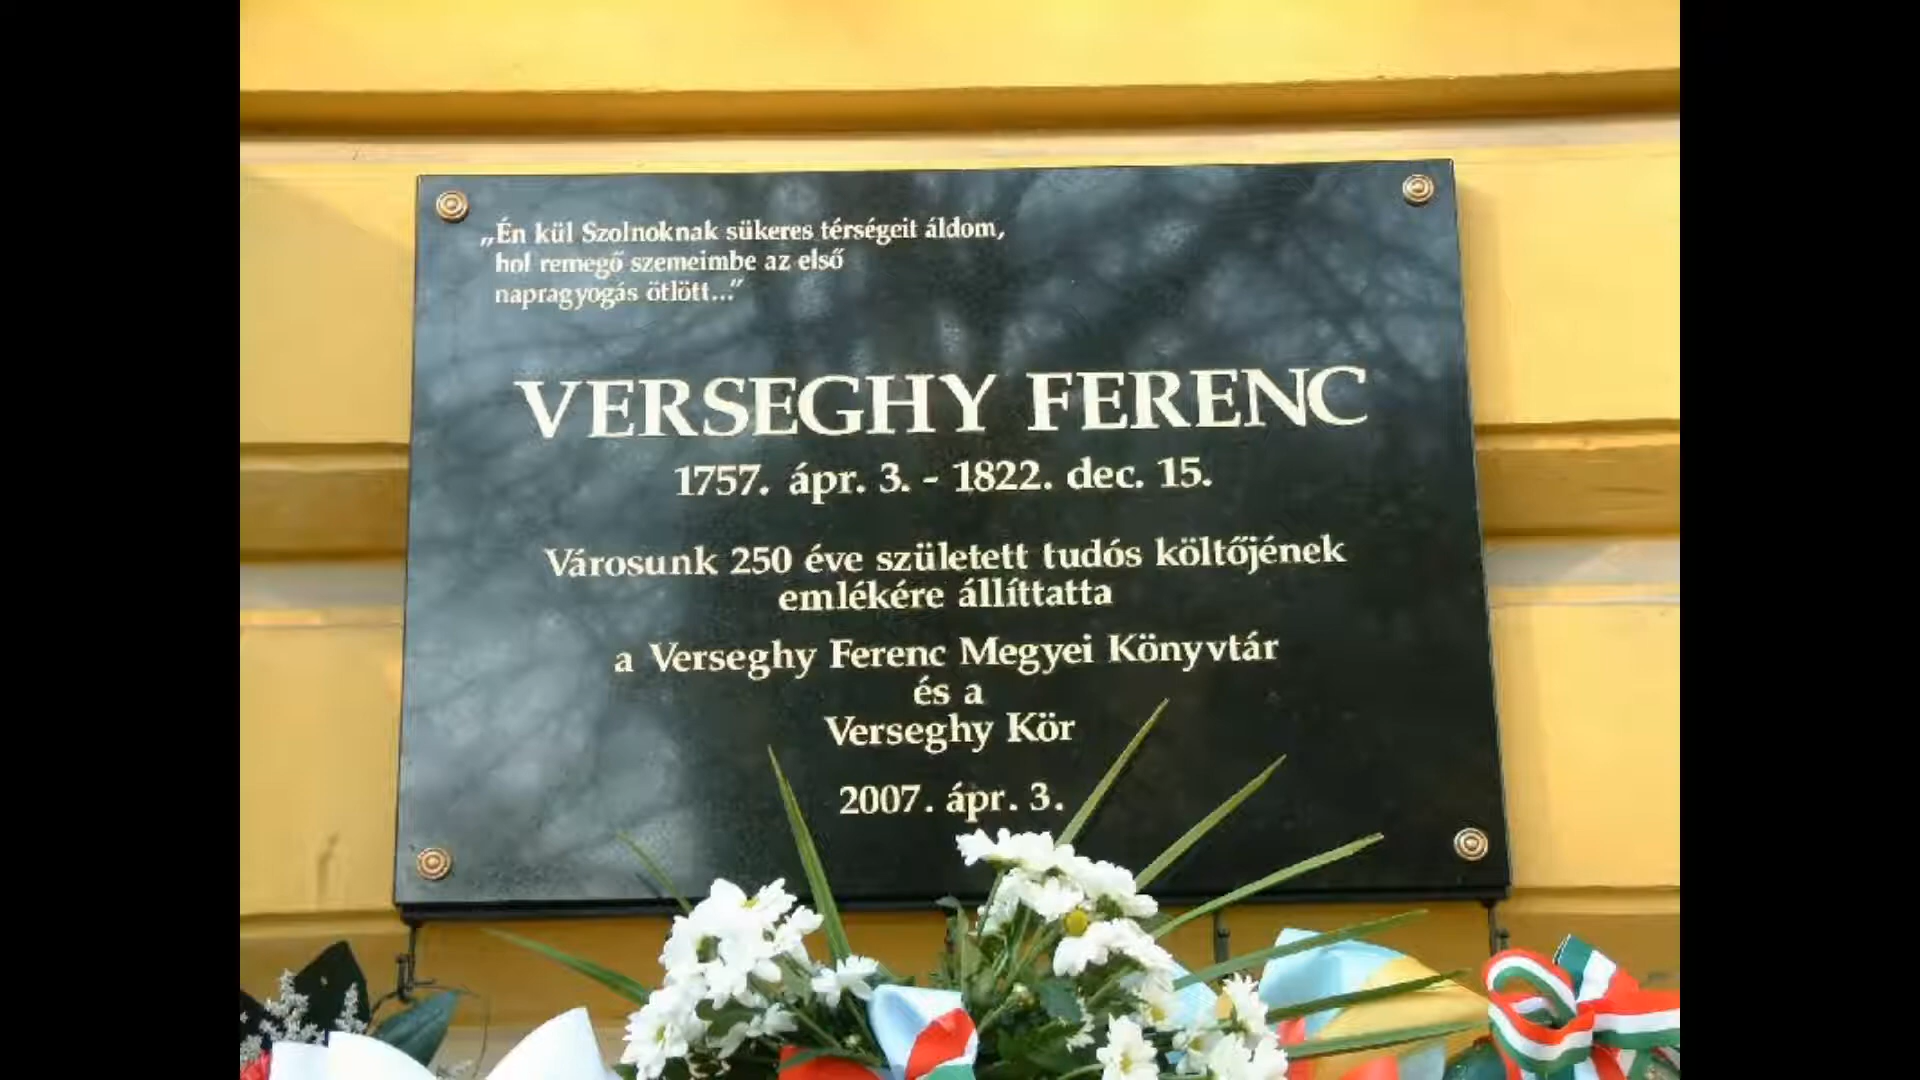 „Én kül Szolnoknak sükeres térségeit áldom,
hol remegő szemeimbe az első
napragyogás ötlött...”
VERSEGHY FERENC
1757. ápr. 3. - 1822. dec. 15.
Városunk 250 éve született tudós költőjének
emlékére állíttatta
a Verseghy Ferenc Megyei Könyvtár
és a
Verseghy Kör
2007. ápr. 3.